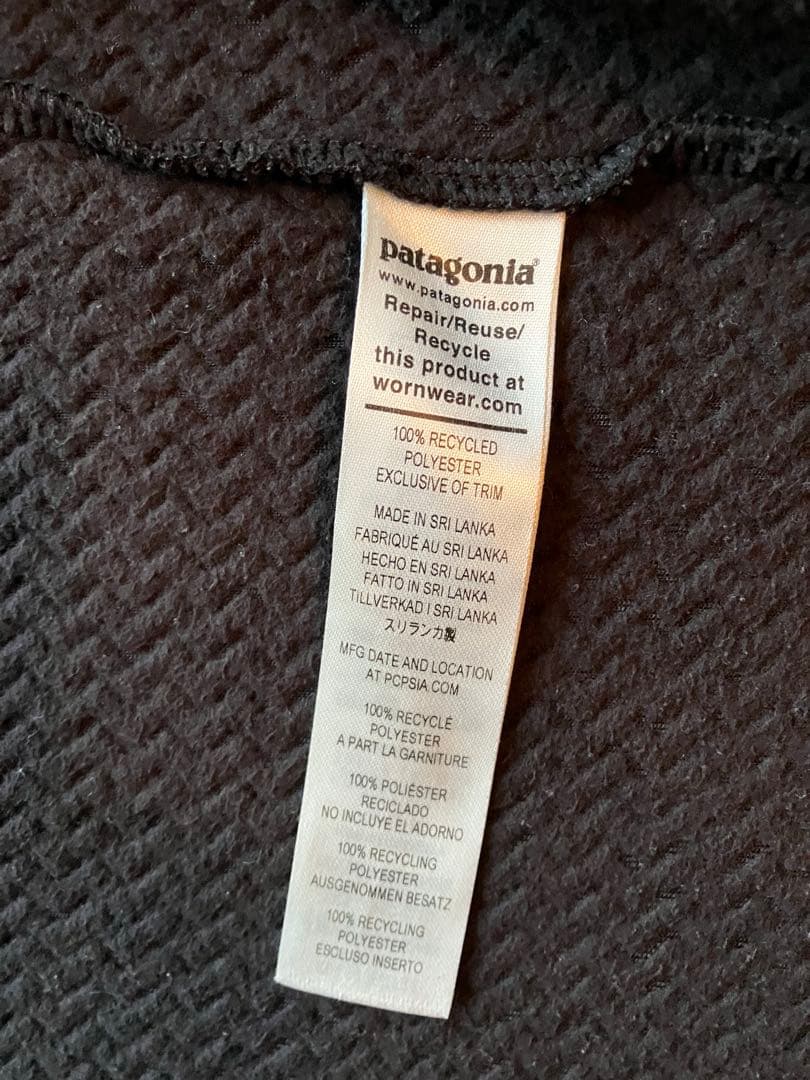 patagonia®
www.patagonia.com
Repair/Reuse/
Recycle
this product at
wornwear.com
100% RECYCLED
POLYESTER
EXCLUSIVE OF TRIM
MADE IN SRI LANKA
FABRIQUÉ AU SRI LANKA
HECHO EN SRI LANKA
FATTO IN SRI LANKA
TILLVERKAD I SRI LANKA
スリランカ製
MFG DATE AND LOCATION
AT PCPSIA.COM
100% RECYCLÉ
POLYESTER
A PART LA GARNITURE
100% POLIÉSTER
RECICLADO
NO INCLUYE EL ADORNO
100% RECYCLING
POLYESTER
AUSGENOMMEN BESATZ
100% RECYCLING
POLYESTER
ESCLUSO INSERTO